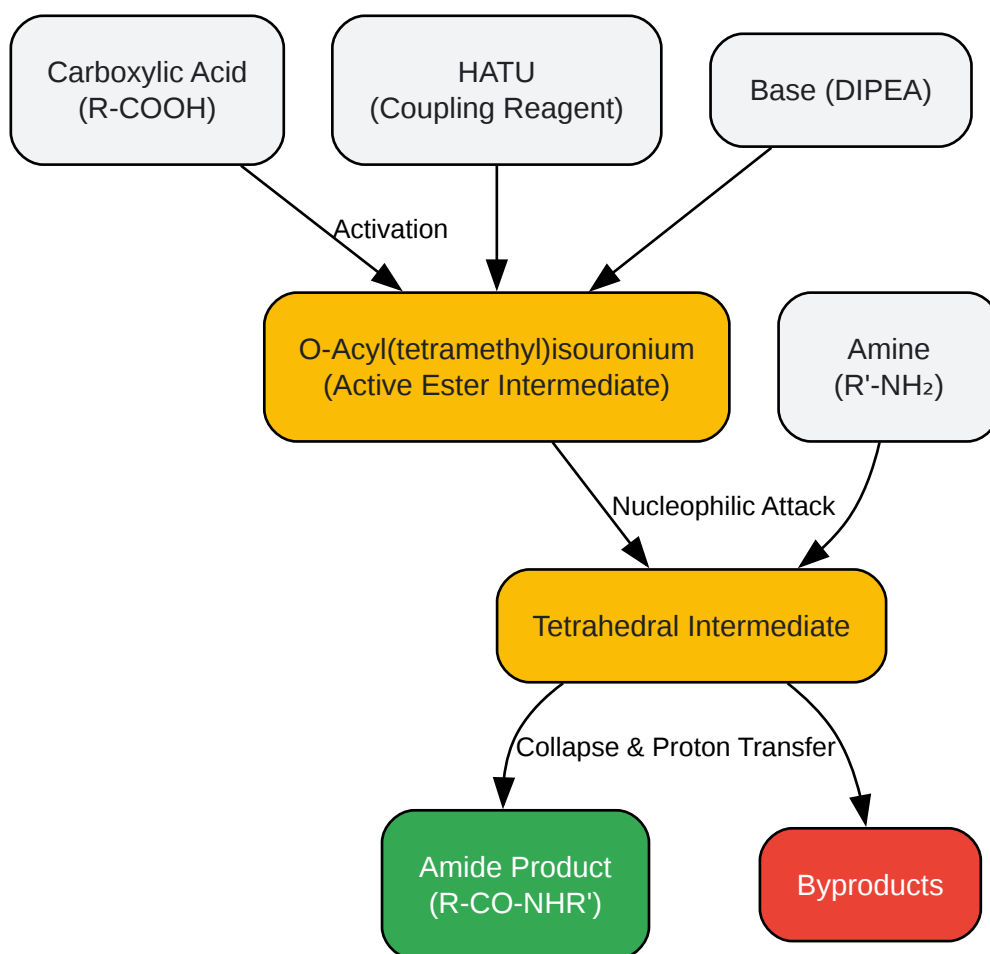 Carboxylic Acid
(R-COOH)
HATU
(Coupling Reagent)
Base (DIPEA)
Activation
O-Acyl(tetramethyl)isouronium
(Active Ester Intermediate)
Amine
(R'-NH₂)
Nucleophilic Attack
Tetrahedral Intermediate
Collapse & Proton Transfer
Amide Product
(R-CO-NHR')
Byproducts